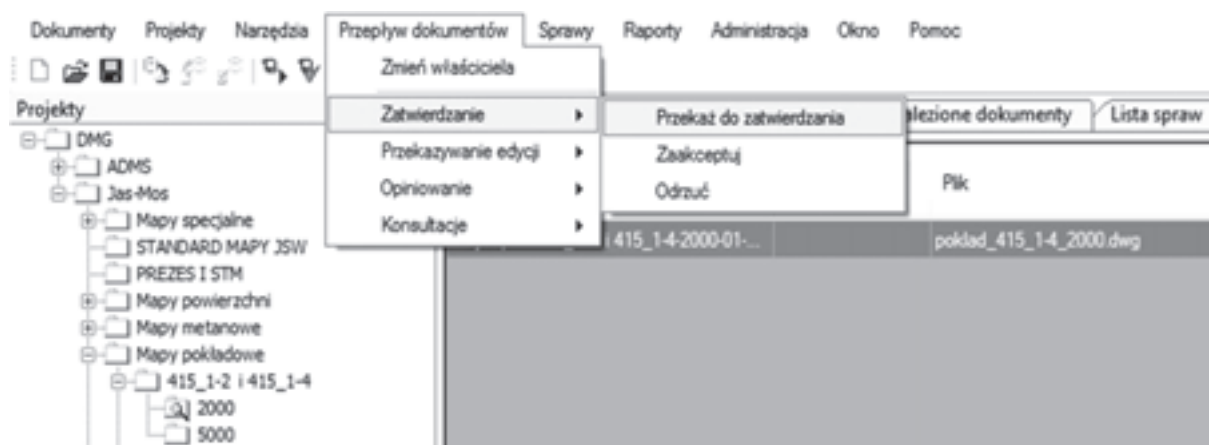 Dokumenty Projekty Narzędzia Przepływ dokumentów Sprawy Raporty Administracja Okno Pomoc
Zmień właściciela
Zatwierdzanie
Przekazywanie edycji
Opiniowanie
Konsultacje
Przekaż do zatwierdzania
Zaakceptuj
Odrzuć
Projekty
DMG
ADMS
Jas-Mos
Mapy specjalne
STANDARD MAPY JSW
PREZES I STM
Mapy powierzchni
Mapy metanowe
Mapy pokładowe
415_1-2 i 415_1-4
2000
5000
alezione dokumenty Lista spraw
Plik
415_1-4-2000-01-... poklad_415_1-4_2000.dwg